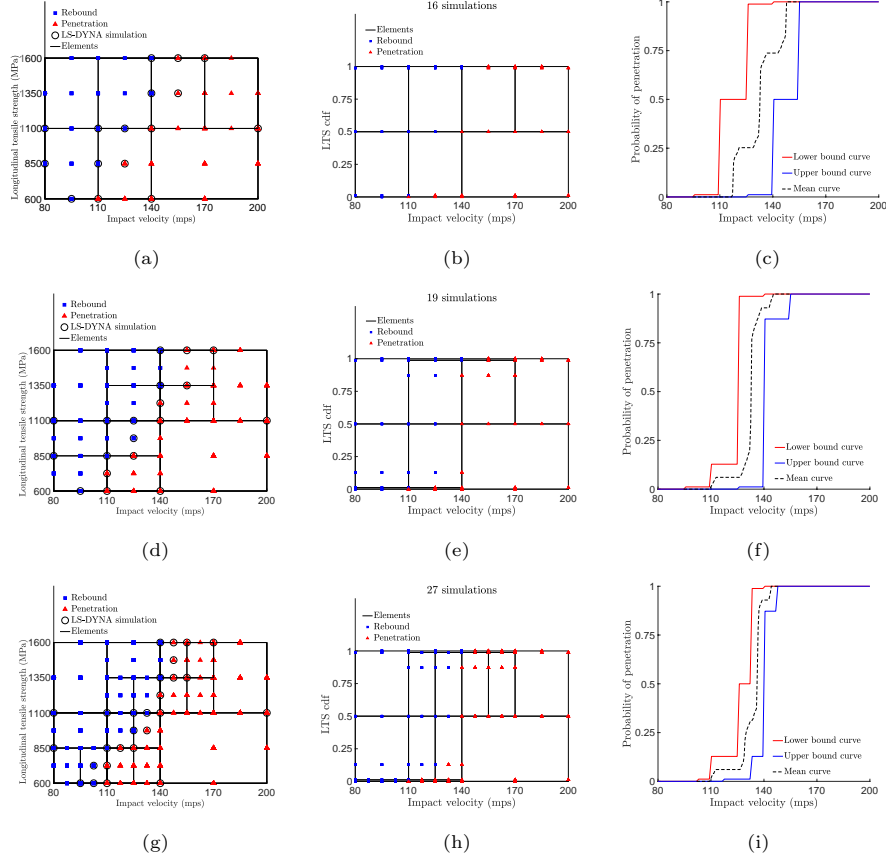 Rebound
Penetration
LS-DYNA simulation
Elements
Longitudinal tensile strength (MPa)
1600
1350
1100
850
600
80 110 140 170 200
Impact velocity (mps)
(a)
16 simulations
Elements
Rebound
Penetration
LTS cdf
1
0.75
0.5
0.25
0
80 110 140 170 200
Impact velocity (mps)
(b)
Probability of penetration
1
0.75
0.5
0.25
0
Lower bound curve
Upper bound curve
Mean curve
80 110 140 170 200
Impact velocity (mps)
(c)
Rebound
Penetration
LS-DYNA simulation
Elements
Longitudinal tensile strength (MPa)
1600
1350
1100
850
600
80 110 140 170 200
Impact velocity (mps)
(d)
19 simulations
Elements
Rebound
Penetration
LTS cdf
1
0.75
0.5
0.25
0
80 110 140 170 200
Impact velocity (mps)
(e)
Probability of penetration
1
0.75
0.5
0.25
0
Lower bound curve
Upper bound curve
Mean curve
80 110 140 170 200
Impact velocity (mps)
(f)
Rebound
Penetration
LS-DYNA simulation
Elements
Longitudinal tensile strength (MPa)
1600
1350
1100
850
600
80 110 140 170 200
Impact velocity (mps)
(g)
27 simulations
Elements
Rebound
Penetration
LTS cdf
1
0.75
0.5
0.25
0
80 110 140 170 200
Impact velocity (mps)
(h)
Probability of penetration
1
0.75
0.5
0.25
0
Lower bound curve
Upper bound curve
Mean curve
80 110 140 170 200
Impact velocity (mps)
(i)